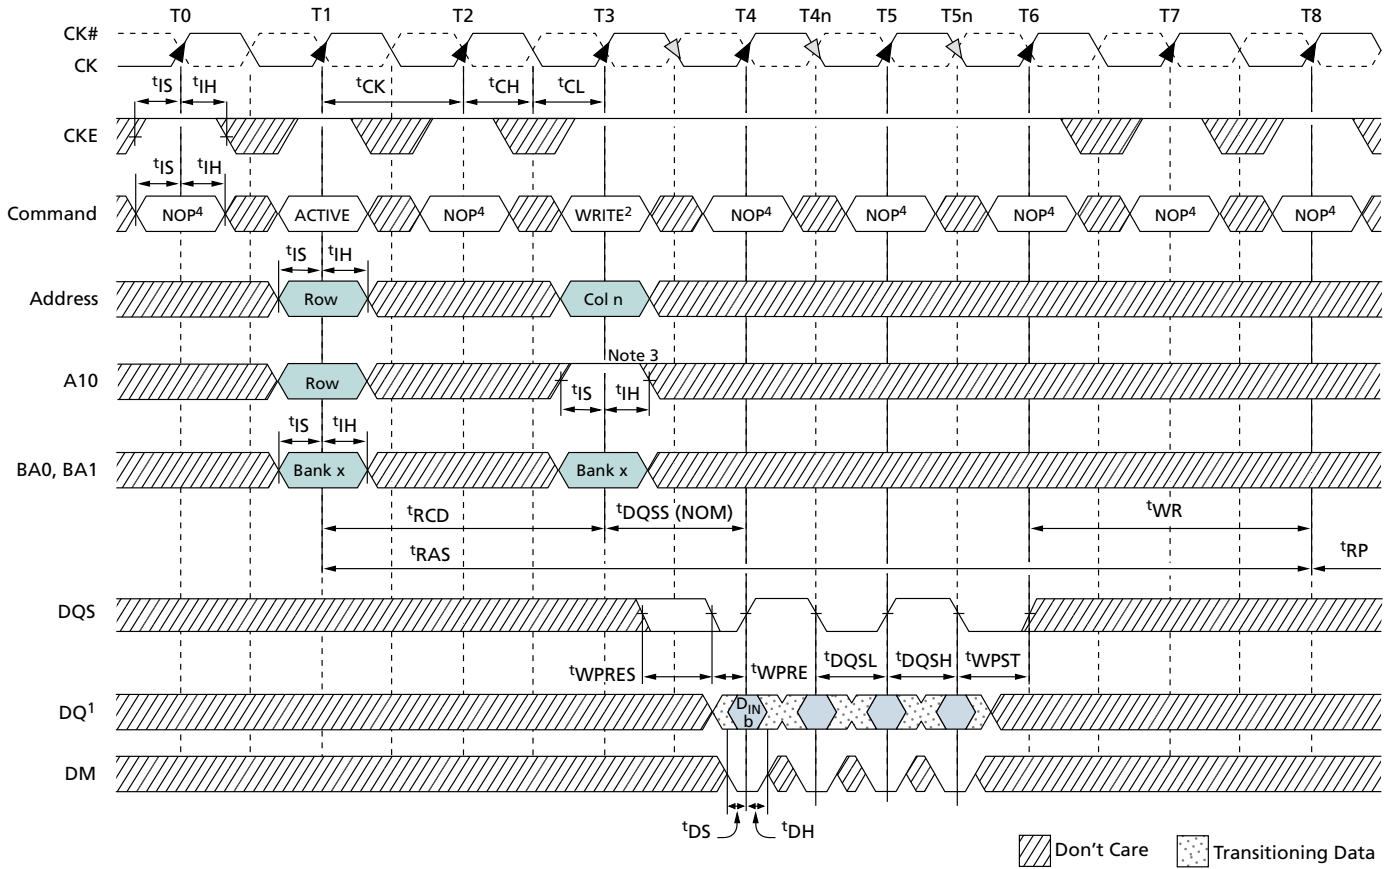 T0 T1 T2 T3 T4 T4n T5 T5n T6 T7 T8
CK#
CK
tIS tIH tCK tCH tCL
CKE
tIS tIH
Command NOP4 ACTIVE NOP4 WRITE2 NOP4 NOP4 NOP4 NOP4 NOP4
tIS tIH
Address Row Col n
Note 3
A10 Row
tIS tIH
tIS tIH
BA0, BA1 Bank x Bank x
tRCD tDQSS (NOM) tWR
tRAS tRP
DQS
tWPRES tWPRE tDQSL tDQSH tWPST
DQ1 DIN
b
DM
tDS tDH
Don't Care Transitioning Data